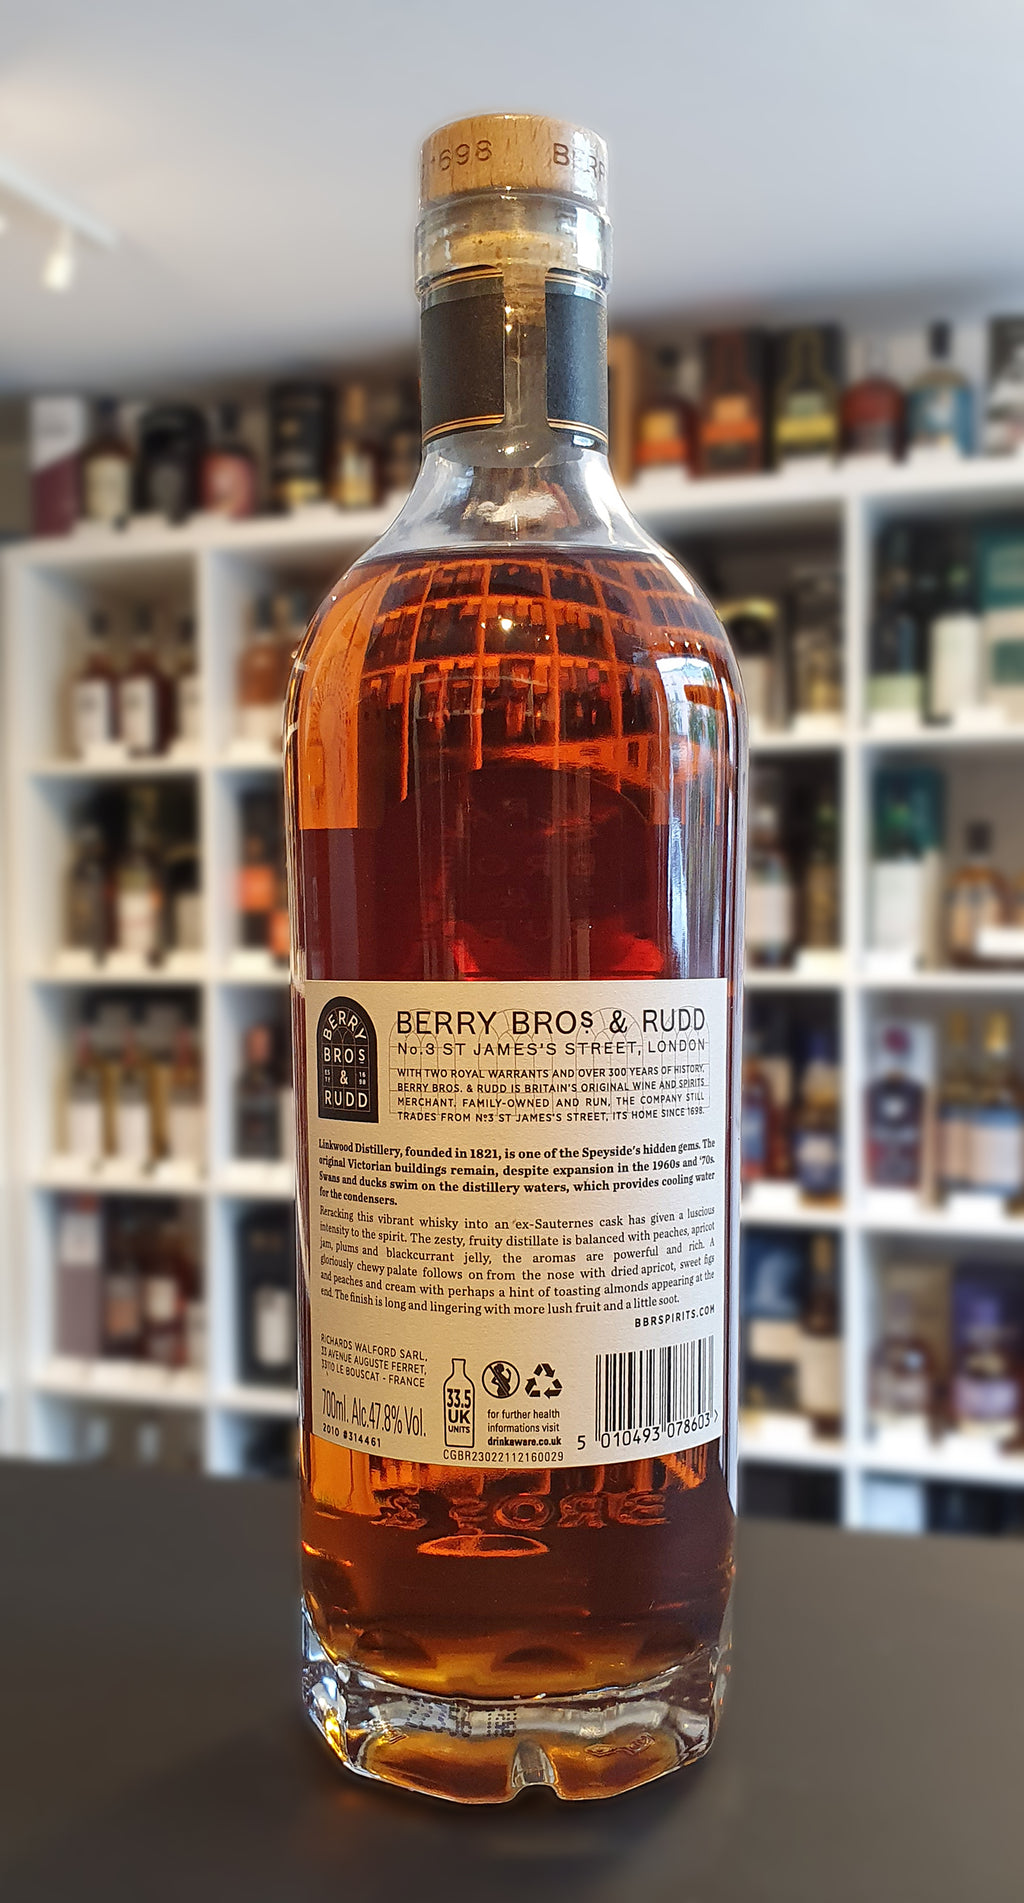 1698 BERR
BERRY
BROS
ESTD 1698
&
RUDD
BERRY BROS & RUDD
No.3 ST JAMES'S STREET, LONDON
WITH TWO ROYAL WARRANTS AND OVER 300 YEARS OF HISTORY,
BERRY BROS. & RUDD IS BRITAIN'S ORIGINAL WINE AND SPIRITS
MERCHANT. FAMILY-OWNED AND RUN, THE COMPANY STILL
TRADES FROM Nº3 ST JAMES'S STREET, ITS HOME SINCE 1698.
Linkwood Distillery, founded in 1821, is one of the Speyside's hidden gems. The
original Victorian buildings remain, despite expansion in the 1960s and '70s.
Swans and ducks swim on the distillery waters, which provides cooling water
for the condensers.
Reracking this vibrant whisky into an ex-Sauternes cask has given a luscious
intensity to the spirit. The zesty, fruity distillate is balanced with peaches, apricot
jam, plums and blackcurrant jelly, the aromas are powerful and rich. A
gloriously chewy palate follows on from the nose with dried apricot, sweet figs
and peaches and cream with perhaps a hint of toasting almonds appearing at the
end. The finish is long and lingering with more lush fruit and a little soot.
BBRSPIRITS.COM
RICHARDS WALFORD SARL,
33 AVENUE AUGUSTE FERRET,
33110 LE BOUSCAT - FRANCE
700ml. Alc.47.8% Vol.
2010 #314461
33.5
UK
UNITS
for further health
informations visit
drinkaware.co.uk
CGBR23022112160029
5 010493 078603 >